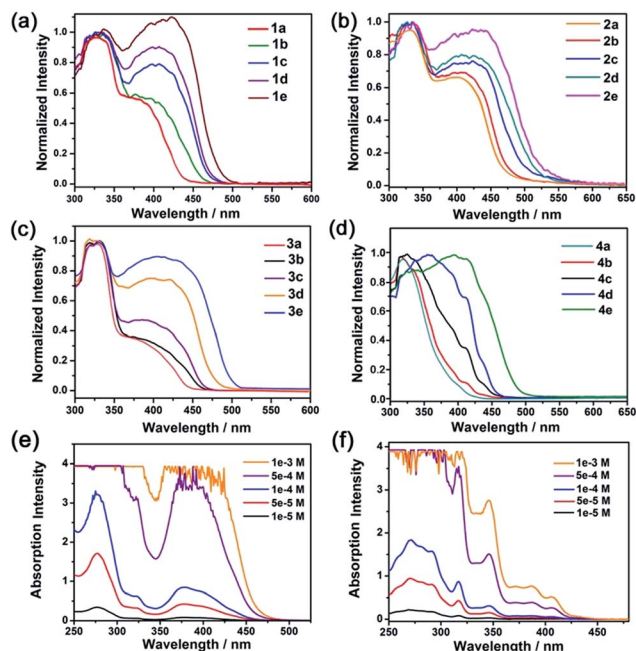 (a)
Normalized Intensity
1.0
0.8
0.6
0.4
0.2
0.0
1a
1b
1c
1d
1e
300 350 400 450 500 550 600
Wavelength / nm
(b)
Normalized Intensity
1.0
0.8
0.6
0.4
0.2
0.0
2a
2b
2c
2d
2e
300 350 400 450 500 550 600 650
Wavelength / nm
(c)
Normalized Intensity
1.0
0.8
0.6
0.4
0.2
0.0
3a
3b
3c
3d
3e
300 350 400 450 500 550 600
Wavelength / nm
(d)
Normalized Intensity
1.0
0.8
0.6
0.4
0.2
0.0
4a
4b
4c
4d
4e
300 350 400 450 500 550 600 650
Wavelength / nm
(e)
Absorption Intensity
4
3
2
1
0
1e-3 M
5e-4 M
1e-4 M
5e-5 M
1e-5 M
250 300 350 400 450 500
Wavelength / nm
(f)
Absorption Intensity
4
3
2
1
0
1e-3 M
5e-4 M
1e-4 M
5e-5 M
1e-5 M
250 300 350 400 450
Wavelength / nm